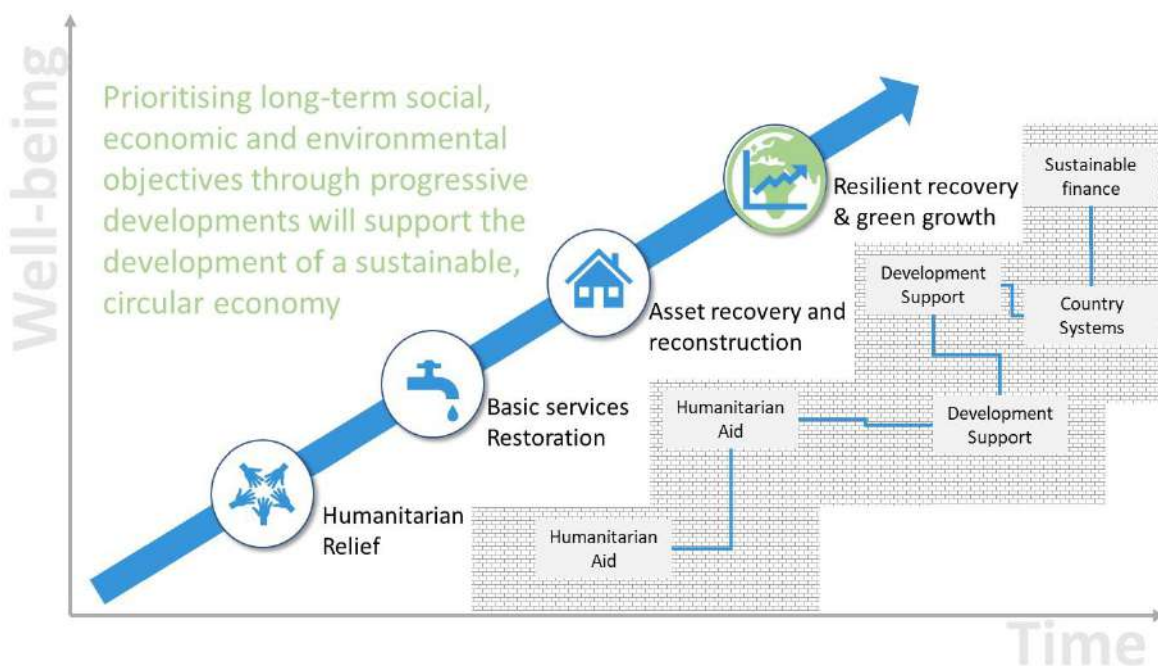 Well-being
Prioritising long-term social,
economic and environmental
objectives through progressive
developments will support the
development of a sustainable,
circular economy
Resilient recovery
& green growth
Asset recovery and
reconstruction
Basic services
Restoration
Humanitarian
Relief
Sustainable
finance
Development
Support
Country
Systems
Humanitarian
Aid
Development
Support
Humanitarian
Aid
Time